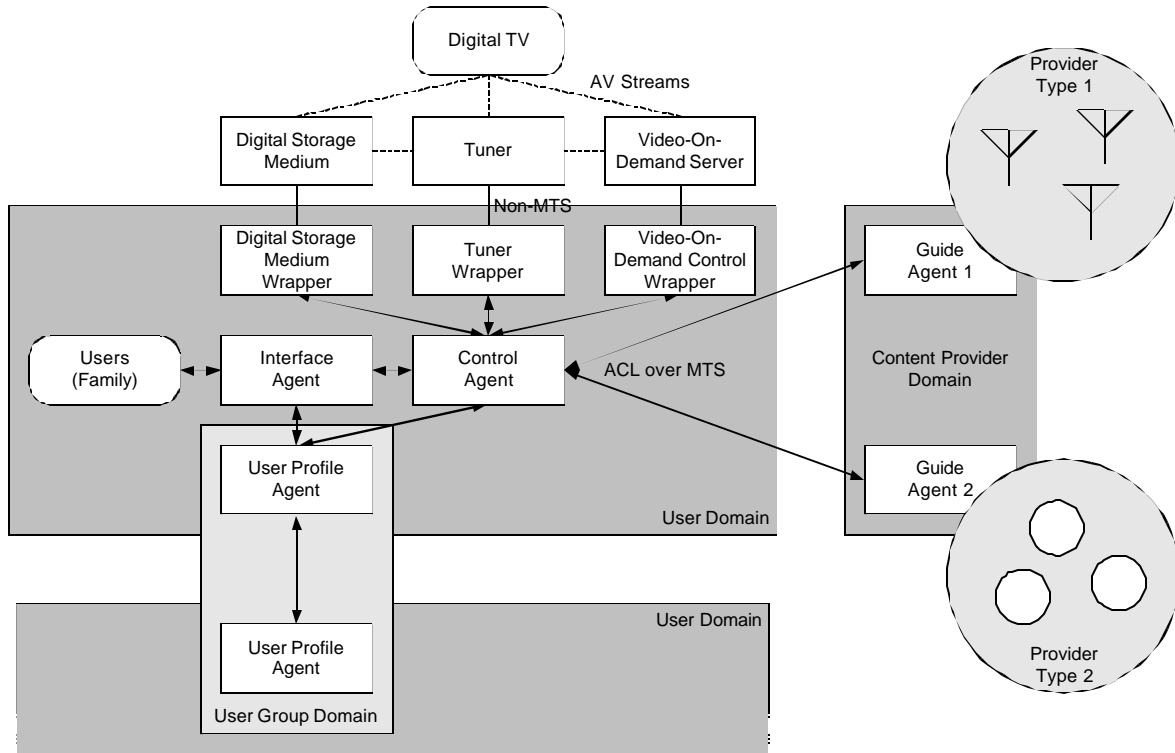 Digital TV
Provider
Type 1
AV Streams
Digital Storage
Medium
Tuner
Video-On-
Demand Server
Non-MTS
Digital Storage
Medium
Wrapper
Tuner
Wrapper
Video-On-
Demand Control
Wrapper
Guide
Agent 1
Users
(Family)
Interface
Agent
Control
Agent
ACL over MTS
Content Provider
Domain
User Profile
Agent
Guide
Agent 2
User Domain
User Domain
User Profile
Agent
Provider
Type 2
User Group Domain